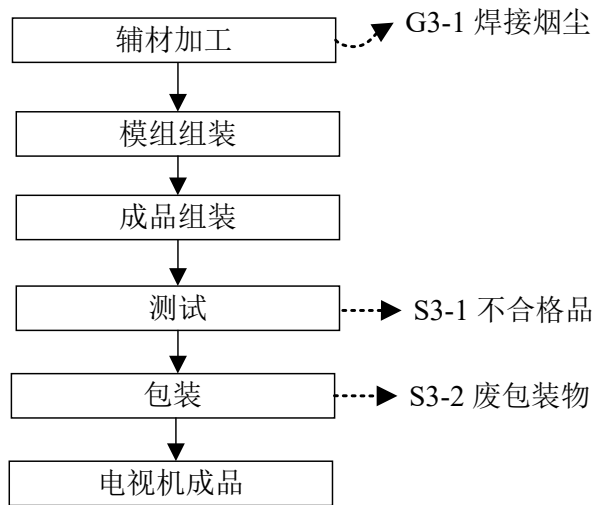 辅材加工
G3-1 焊接烟尘
模组组装
成品组装
测试
S3-1 不合格品
包装
S3-2 废包装物
电视机成品